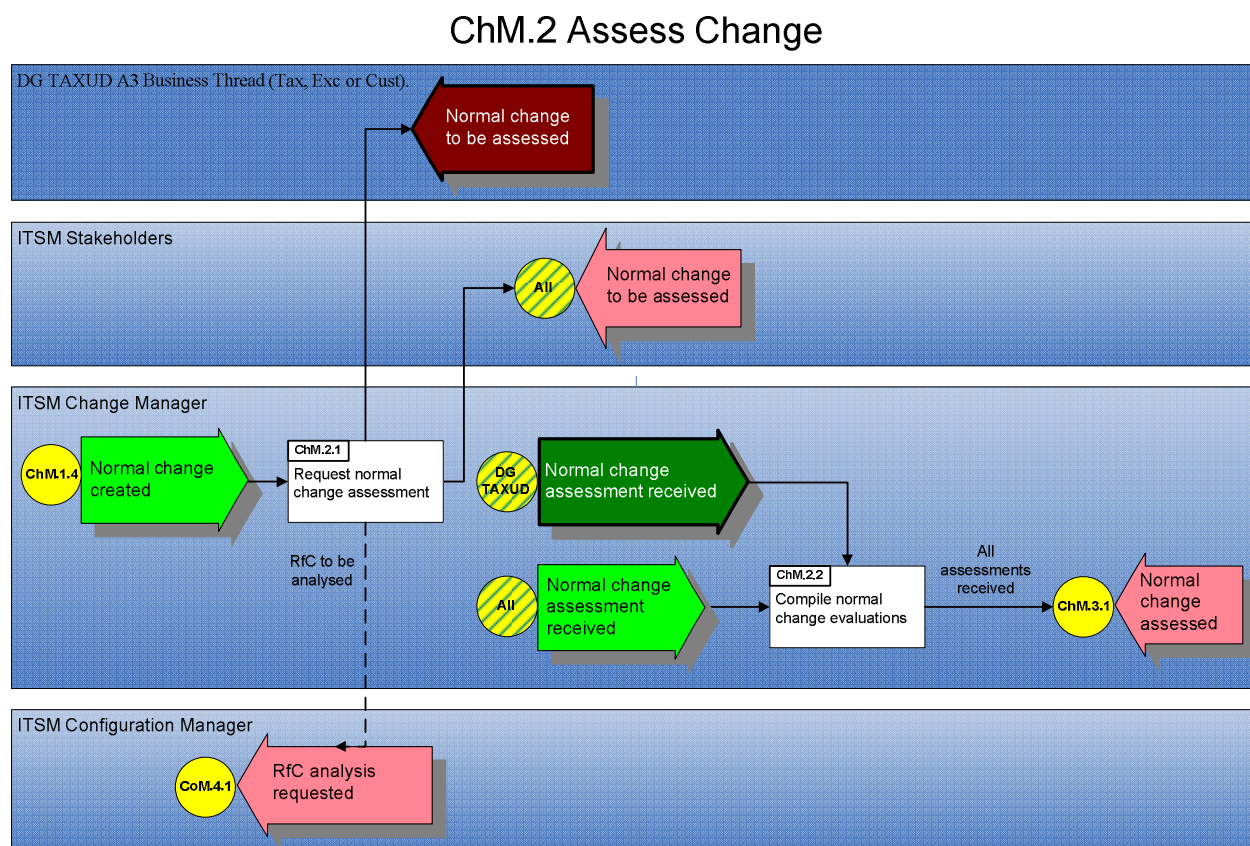 ChM.2 Assess Change
DG TAXUD A3 Business Thread (Tax, Exc or Cust).
Normal change
to be assessed
ITSM Stakeholders
All
Normal change
to be assessed
ITSM Change Manager
ChM.1.4
Normal change
created
ChM.2.1
Request normal
change assessment
DG
TAXUD
Normal change
assessment received
RfC to be
analysed
All
Normal change
assessment
received
ChM.2.2
Compile normal
change evaluations
All
assessments
received
ChM.3.1
Normal
change
assessed
ITSM Configuration Manager
CoM.4.1
RfC analysis
requested